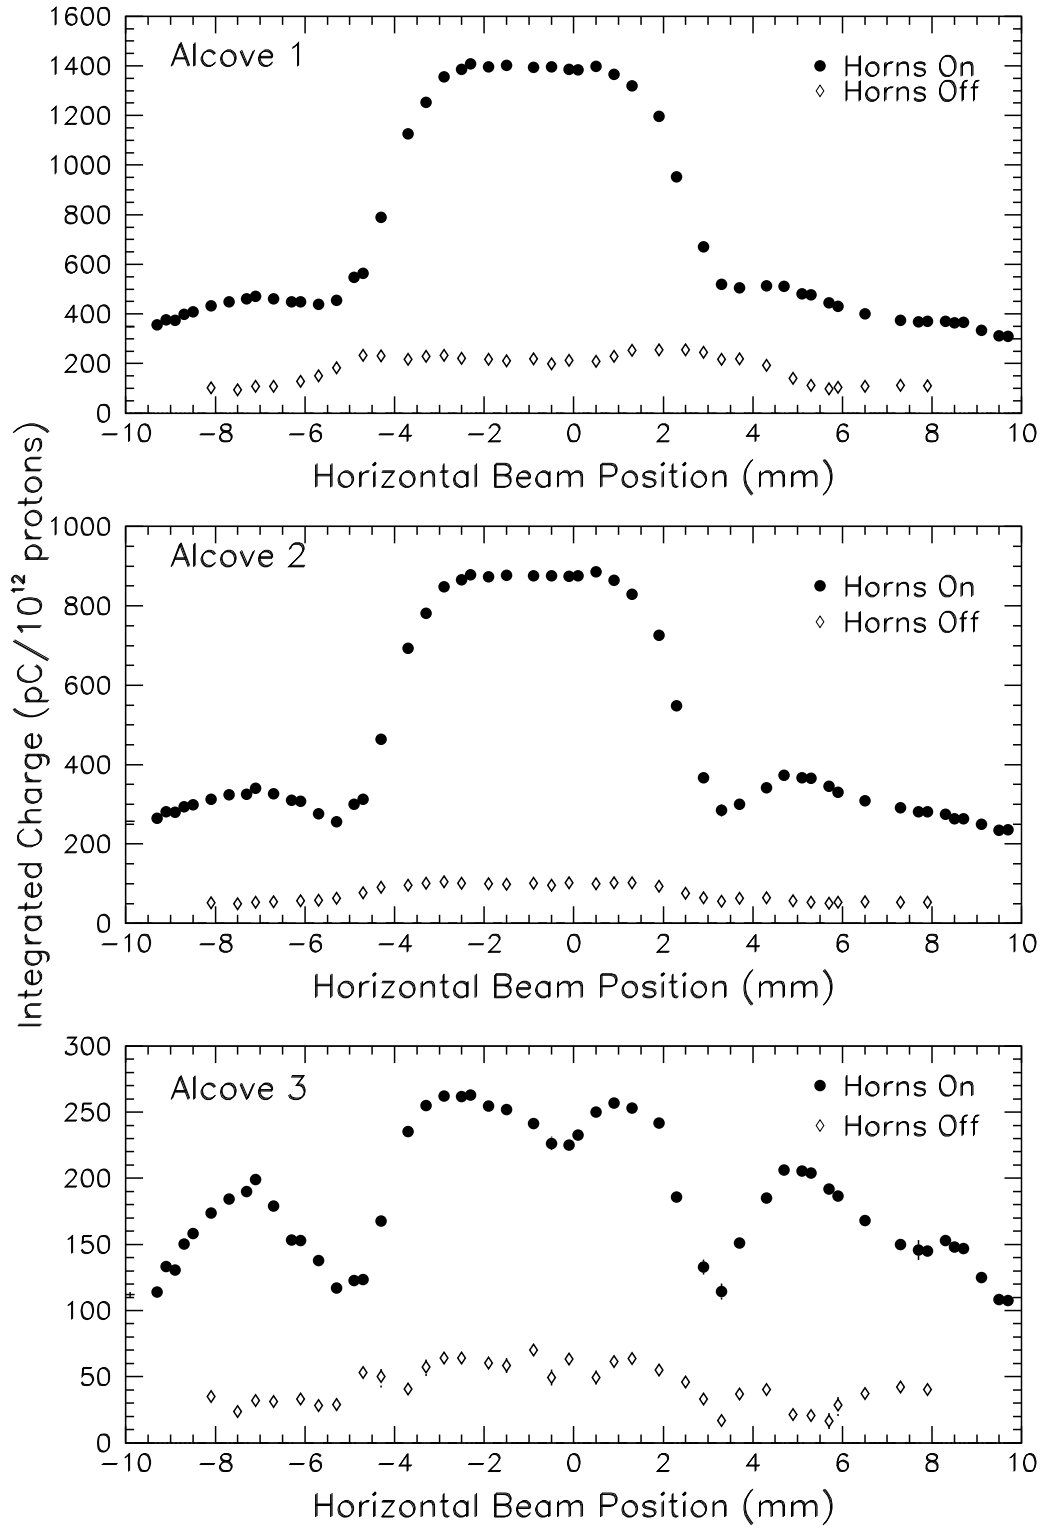 Integrated Charge (pC/10¹² protons)
Alcove 1
Horns On
Horns Off
1600
1400
1200
1000
800
600
400
200
0
−10 −8 −6 −4 −2 0 2 4 6 8 10
Horizontal Beam Position (mm)
Alcove 2
Horns On
Horns Off
1000
800
600
400
200
0
−10 −8 −6 −4 −2 0 2 4 6 8 10
Horizontal Beam Position (mm)
Alcove 3
Horns On
Horns Off
300
250
200
150
100
50
0
−10 −8 −6 −4 −2 0 2 4 6 8 10
Horizontal Beam Position (mm)